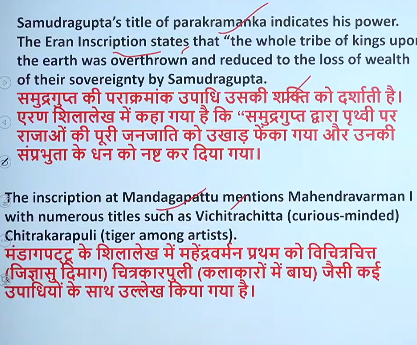 Samudragupta's title of parakramanka indicates his power.
The Eran Inscription states that "the whole tribe of kings upon
the earth was overthrown and reduced to the loss of wealth
of their sovereignty by Samudragupta.
समुद्रगुप्त की पराक्रमांक उपाधि उसकी शक्ति को दर्शाती है।
एरण शिलालेख में कहा गया है कि "समुद्रगुप्त द्वारा पृथ्वी पर
राजाओं की पूरी जनजाति को उखाड़ फेंका गया और उनकी
संप्रभुता के धन को नष्ट कर दिया गया।
The inscription at Mandagapattu mentions Mahendravarman I
with numerous titles such as Vichitrachitta (curious-minded)
Chitrakarapuli (tiger among artists).
मंडागपट्टू के शिलालेख में महेंद्रवर्मन प्रथम को विचित्रचित्त
(जिज्ञासु दिमाग) चित्रकारपुली (कलाकारों में बाघ) जैसी कई
उपाधियों के साथ उल्लेख किया गया है।